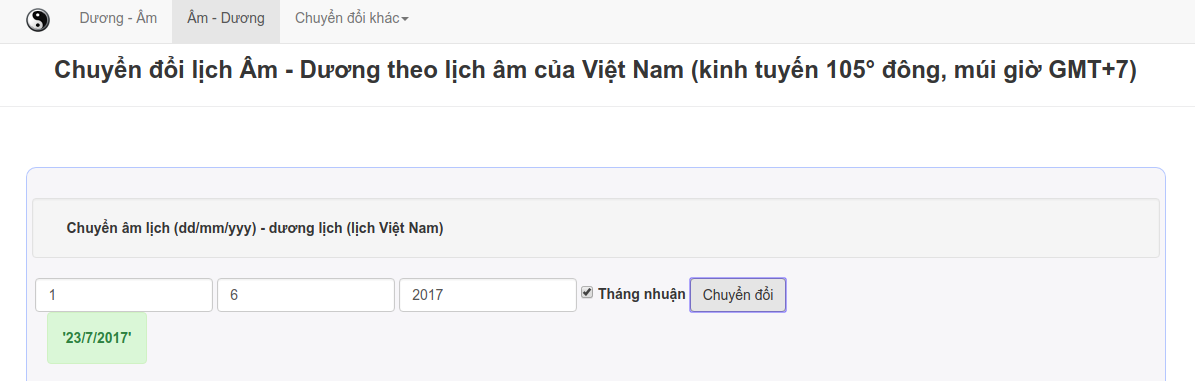 Dương - Âm
Âm - Dương
Chuyển đổi khác
Chuyển đổi lịch Âm - Dương theo lịch âm của Việt Nam (kinh tuyến 105° đông, múi giờ GMT+7)
Chuyển âm lịch (dd/mm/yyy) - dương lịch (lịch Việt Nam)
1 6 2017 Tháng nhuận Chuyển đổi
'23/7/2017'